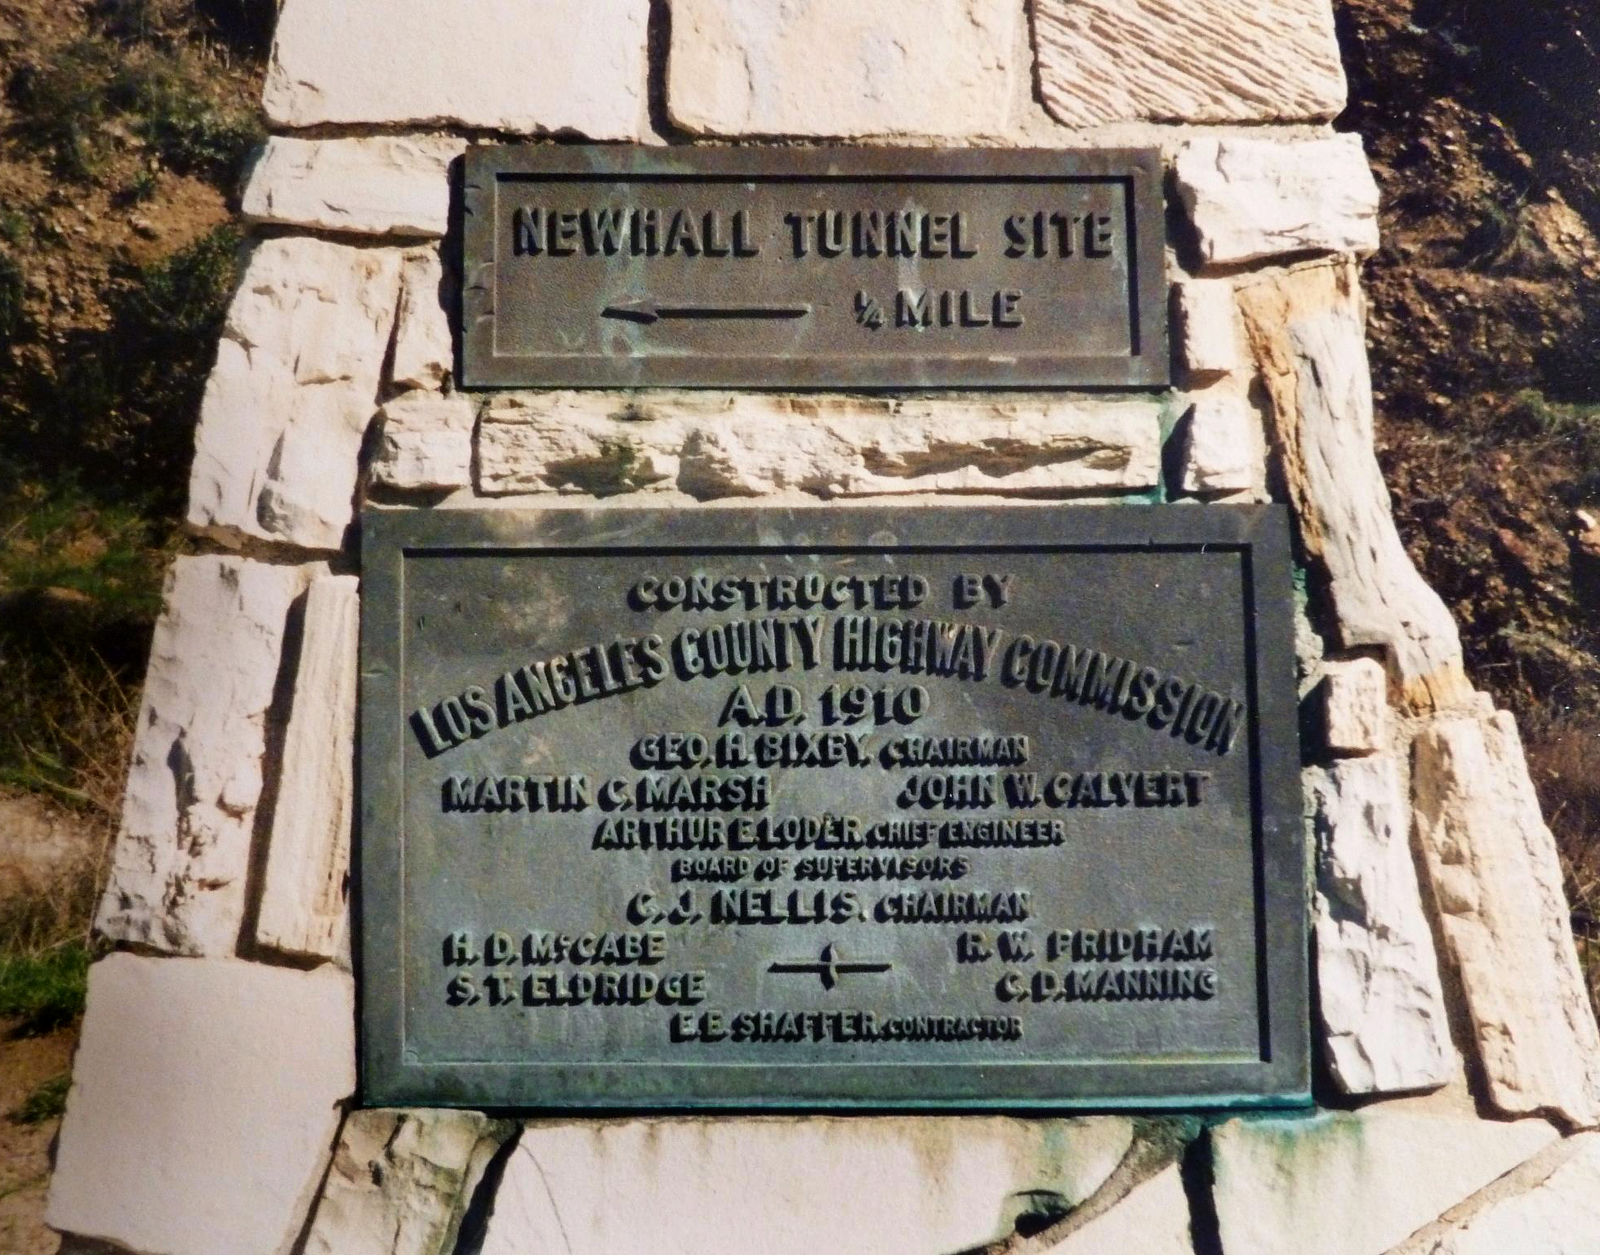 NEWHALL TUNNEL SITE
¼ MILE
CONSTRUCTED BY
LOS ANGELES COUNTY HIGHWAY COMMISSION
A.D. 1910
GEO. H. BIXBY, CHAIRMAN
MARTIN C. MARSH JOHN W. CALVERT
ARTHUR E. LODER, CHIEF ENGINEER
BOARD OF SUPERVISORS
C. J. NELLIS, CHAIRMAN
H. D. McCABE R. W. PRIDHAM
S. T. ELDRIDGE C. D. MANNING
E. E. SHAFFER, CONTRACTOR